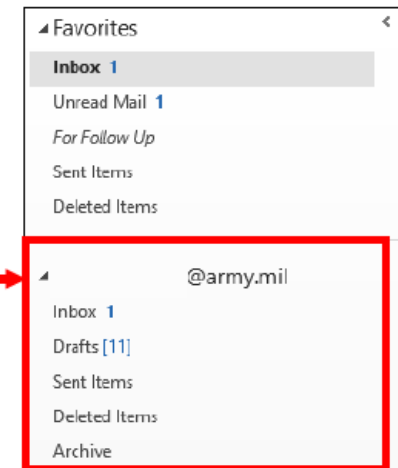 Favorites
Inbox 1
Unread Mail 1
For Follow Up
Sent Items
Deleted Items
@army.mil
Inbox 1
Drafts [11]
Sent Items
Deleted Items
Archive